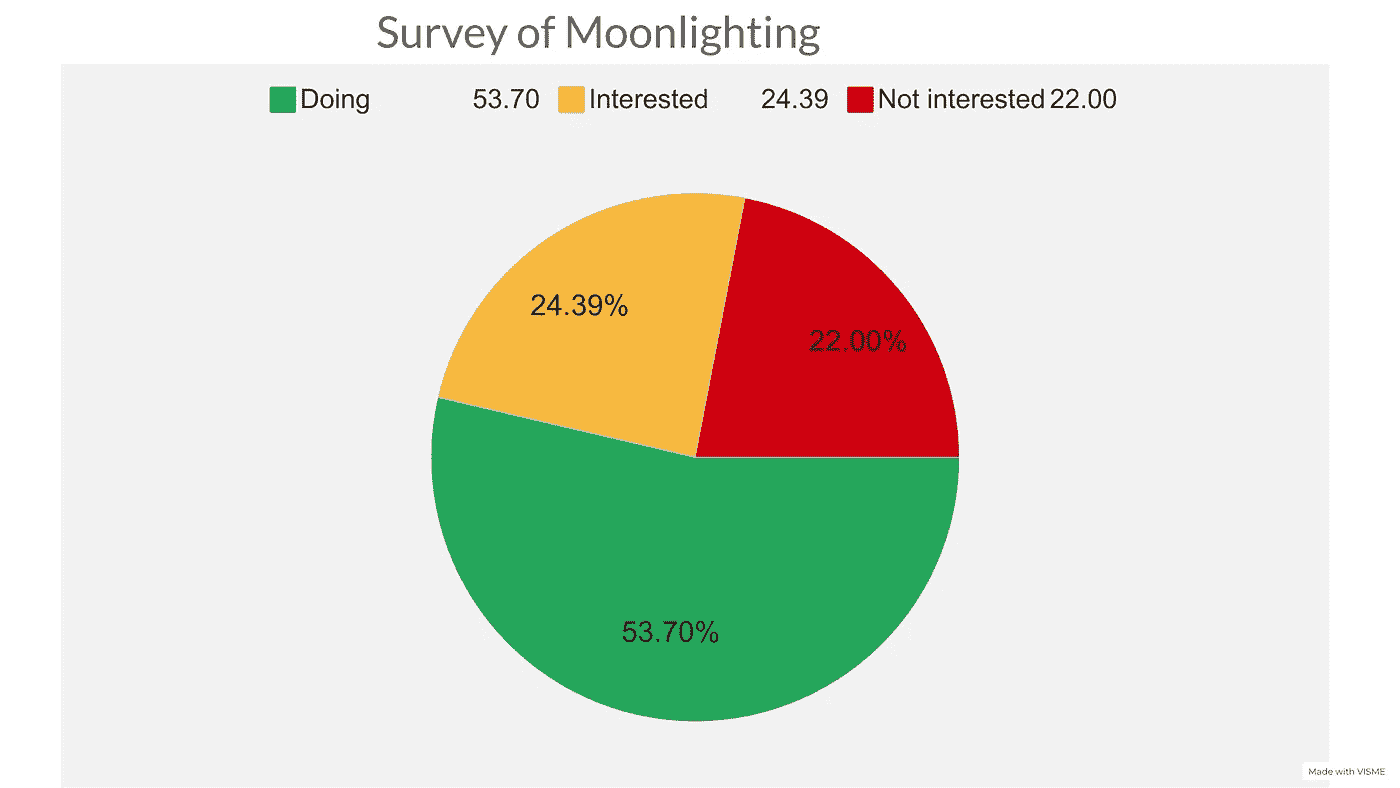 Survey of Moonlighting
Doing 53.70 Interested 24.39 Not interested 22.00
24.39%
22.00%
53.70%
Made with VISME